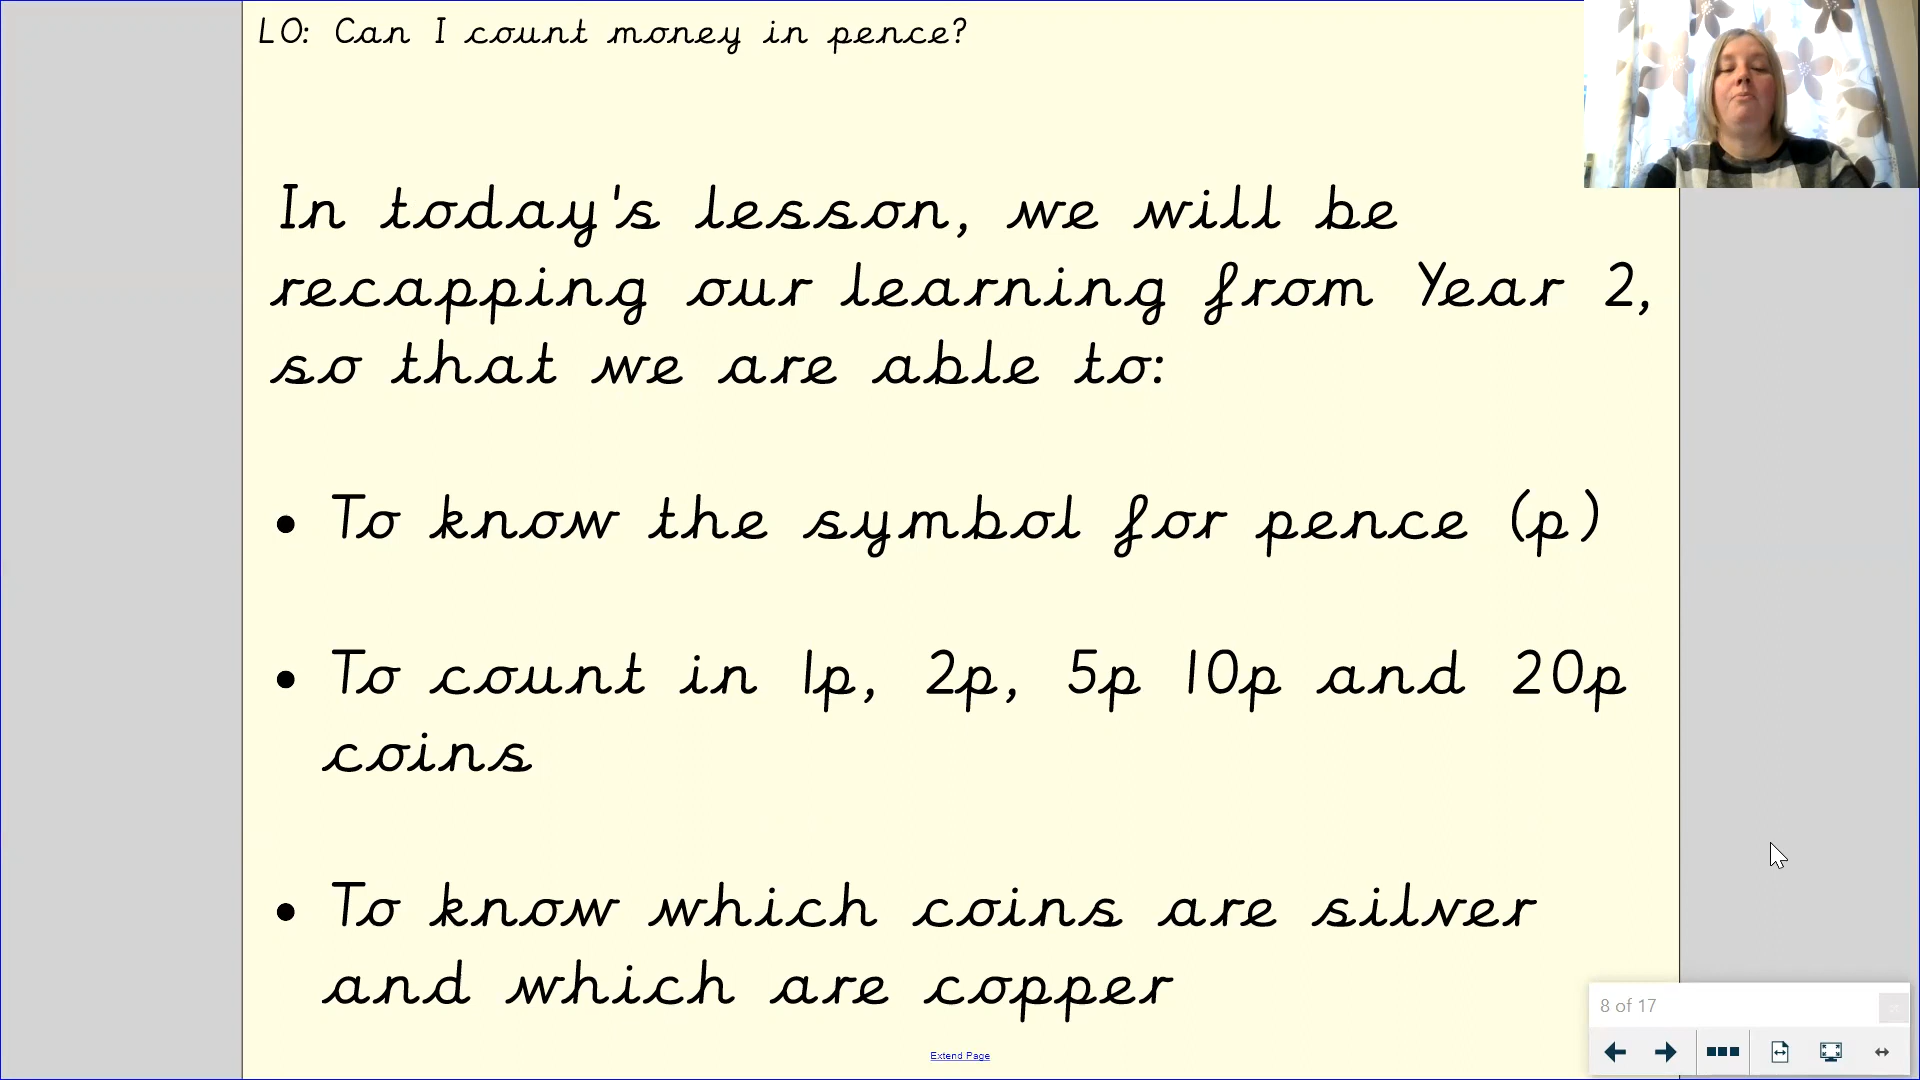 LO: Can I count money in pence?
In today's lesson, we will be
recapping our learning from Year 2,
so that we are able to:
• To know the symbol for pence (p)
• To count in 1p, 2p, 5p 10p and 20p
coins
• To know which coins are silver
and which are copper
Extend Page
8 of 17